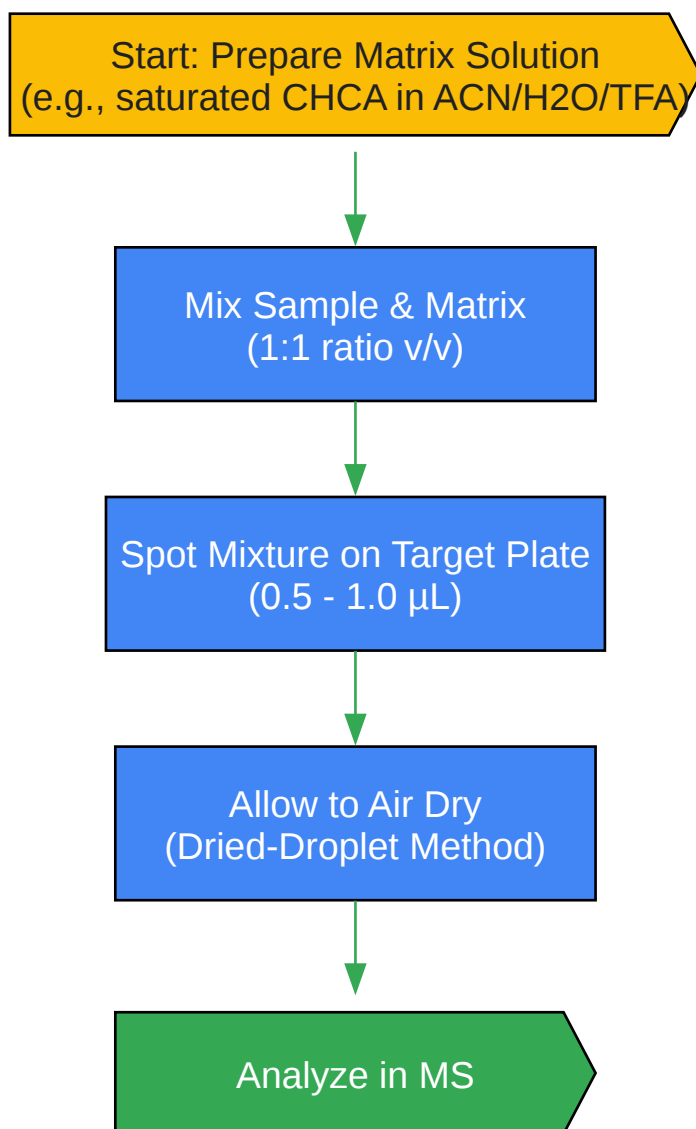 Start: Prepare Matrix Solution
(e.g., saturated CHCA in ACN/H2O/TFA)
Mix Sample & Matrix
(1:1 ratio v/v)
Spot Mixture on Target Plate
(0.5 - 1.0 µL)
Allow to Air Dry
(Dried-Droplet Method)
Analyze in MS